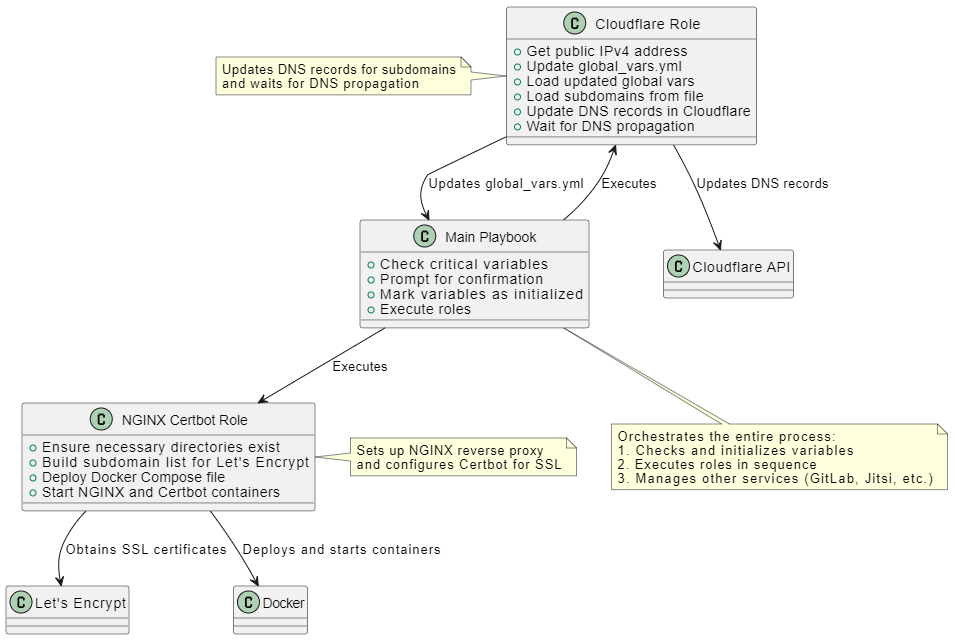 C Cloudflare Role
Get public IPv4 address
Update global_vars.yml
Load updated global vars
Load subdomains from file
Update DNS records in Cloudflare
Wait for DNS propagation
Updates DNS records for subdomains
and waits for DNS propagation
Updates global_vars.yml
Executes
Updates DNS records
C Main Playbook
Check critical variables
Prompt for confirmation
Mark variables as initialized
Execute roles
C Cloudflare API
Executes
C NGINX Certbot Role
Ensure necessary directories exist
Build subdomain list for Let's Encrypt
Deploy Docker Compose file
Start NGINX and Certbot containers
Sets up NGINX reverse proxy
and configures Certbot for SSL
Orchestrates the entire process:
1. Checks and initializes variables
2. Executes roles in sequence
3. Manages other services (GitLab, Jitsi, etc.)
Obtains SSL certificates
Deploys and starts containers
C Let's Encrypt
C Docker